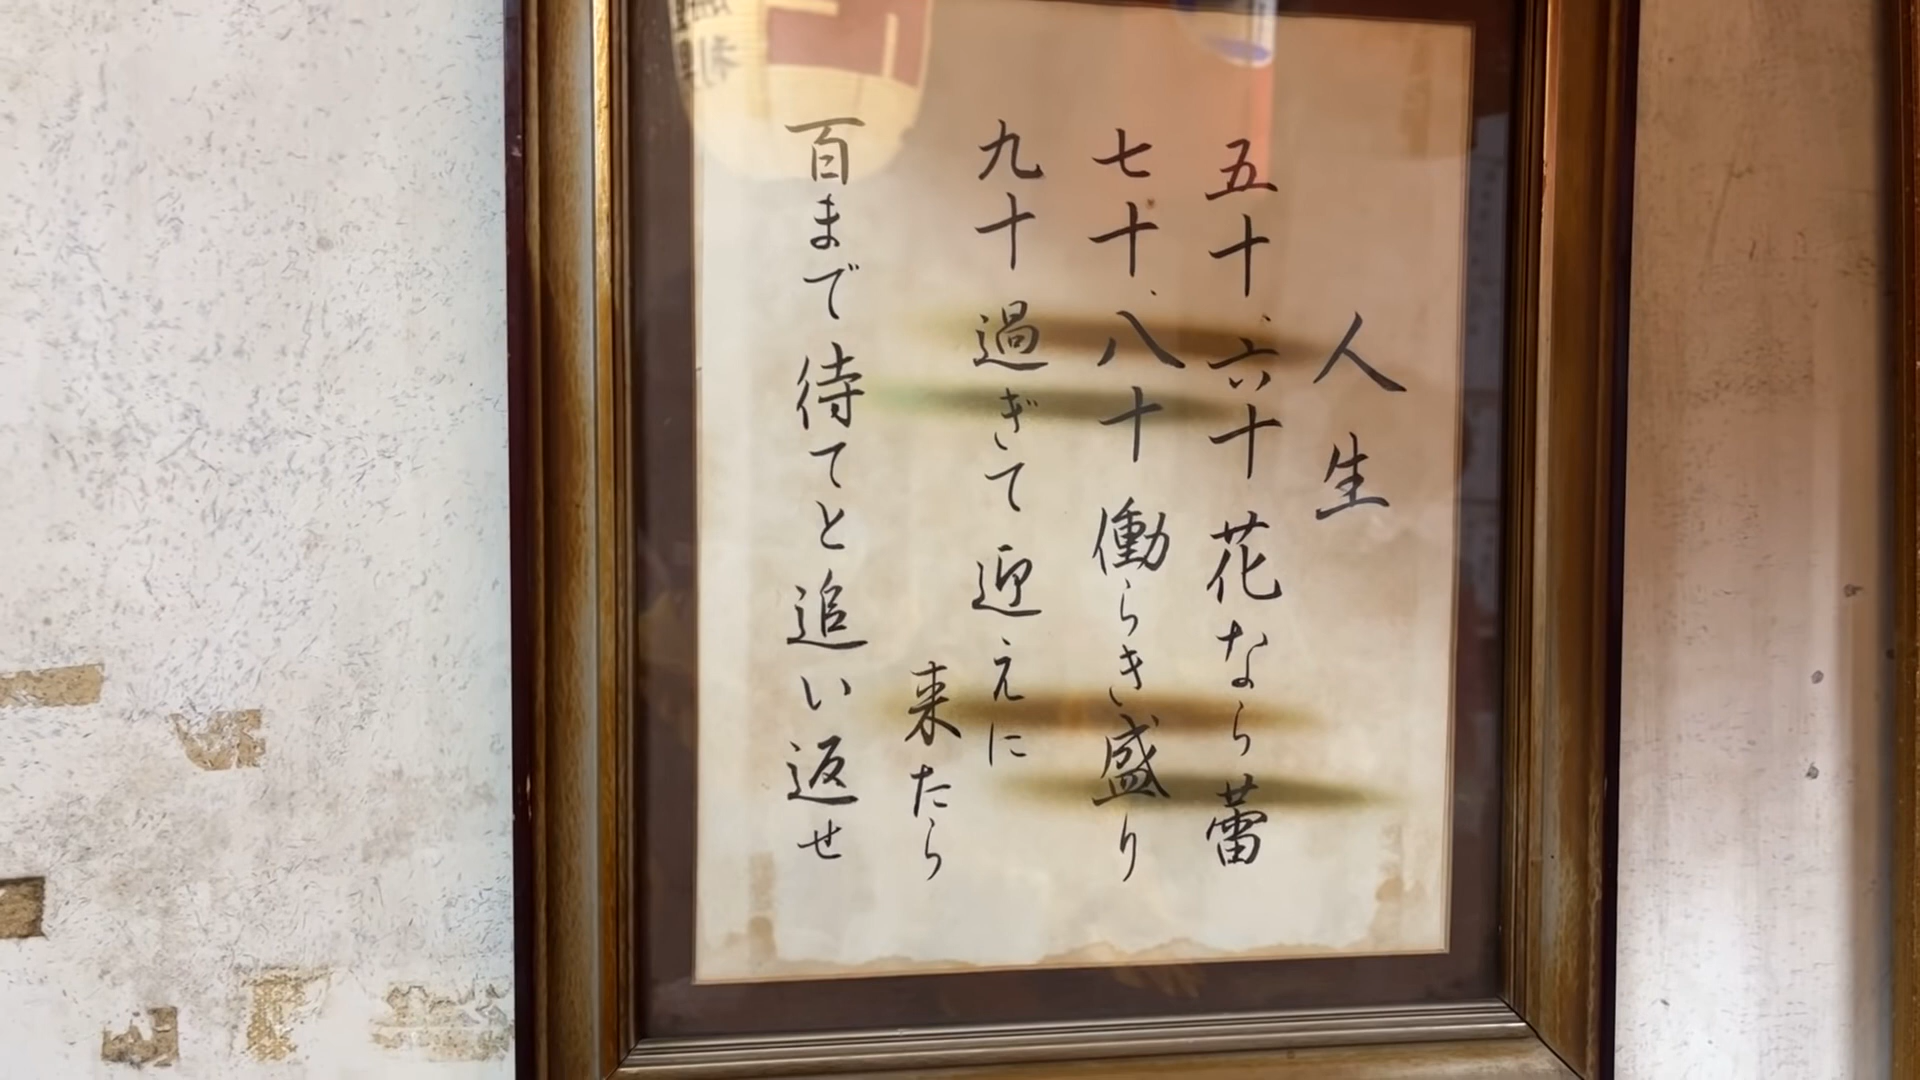 人生
五十、六十花なら蕾
七十、八十働らき盛り
九十過ぎて迎えに
来たら
百まで待てと追い返せ